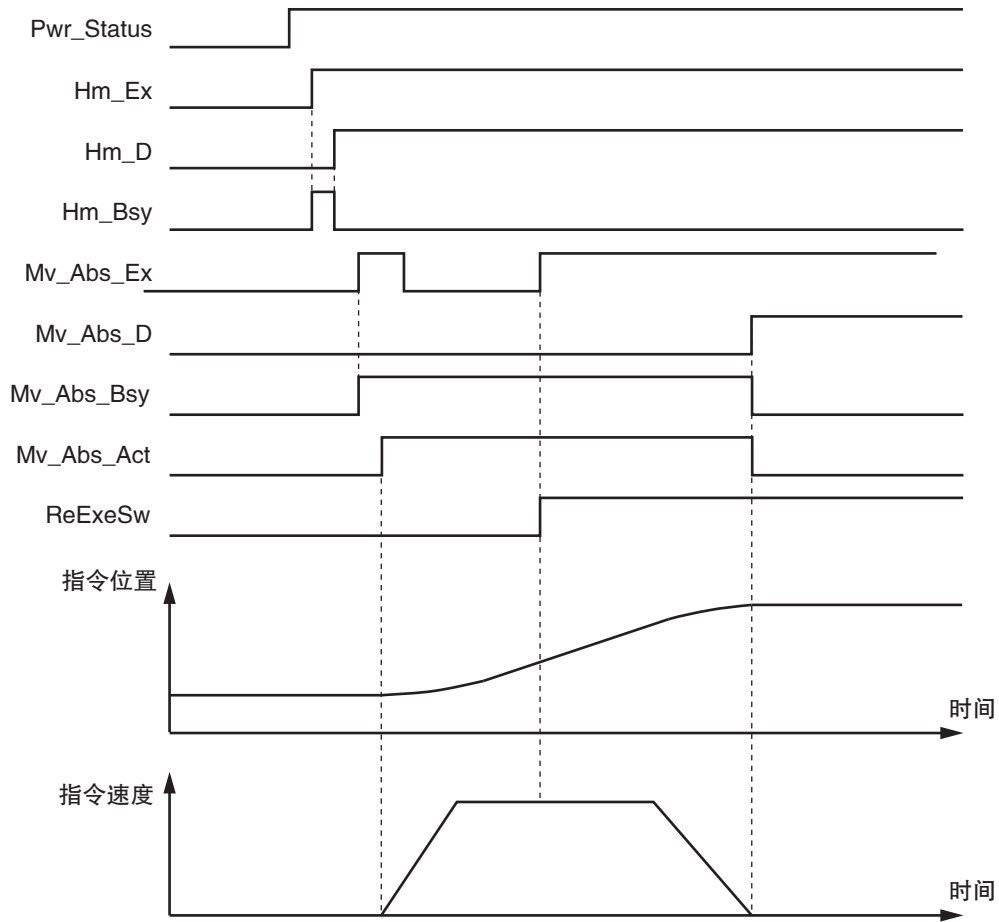 Pwr_Status
Hm_Ex
Hm_D
Hm_Bsy
Mv_Abs_Ex
Mv_Abs_D
Mv_Abs_Bsy
Mv_Abs_Act
ReExeSw
指令位置
时间
指令速度
时间